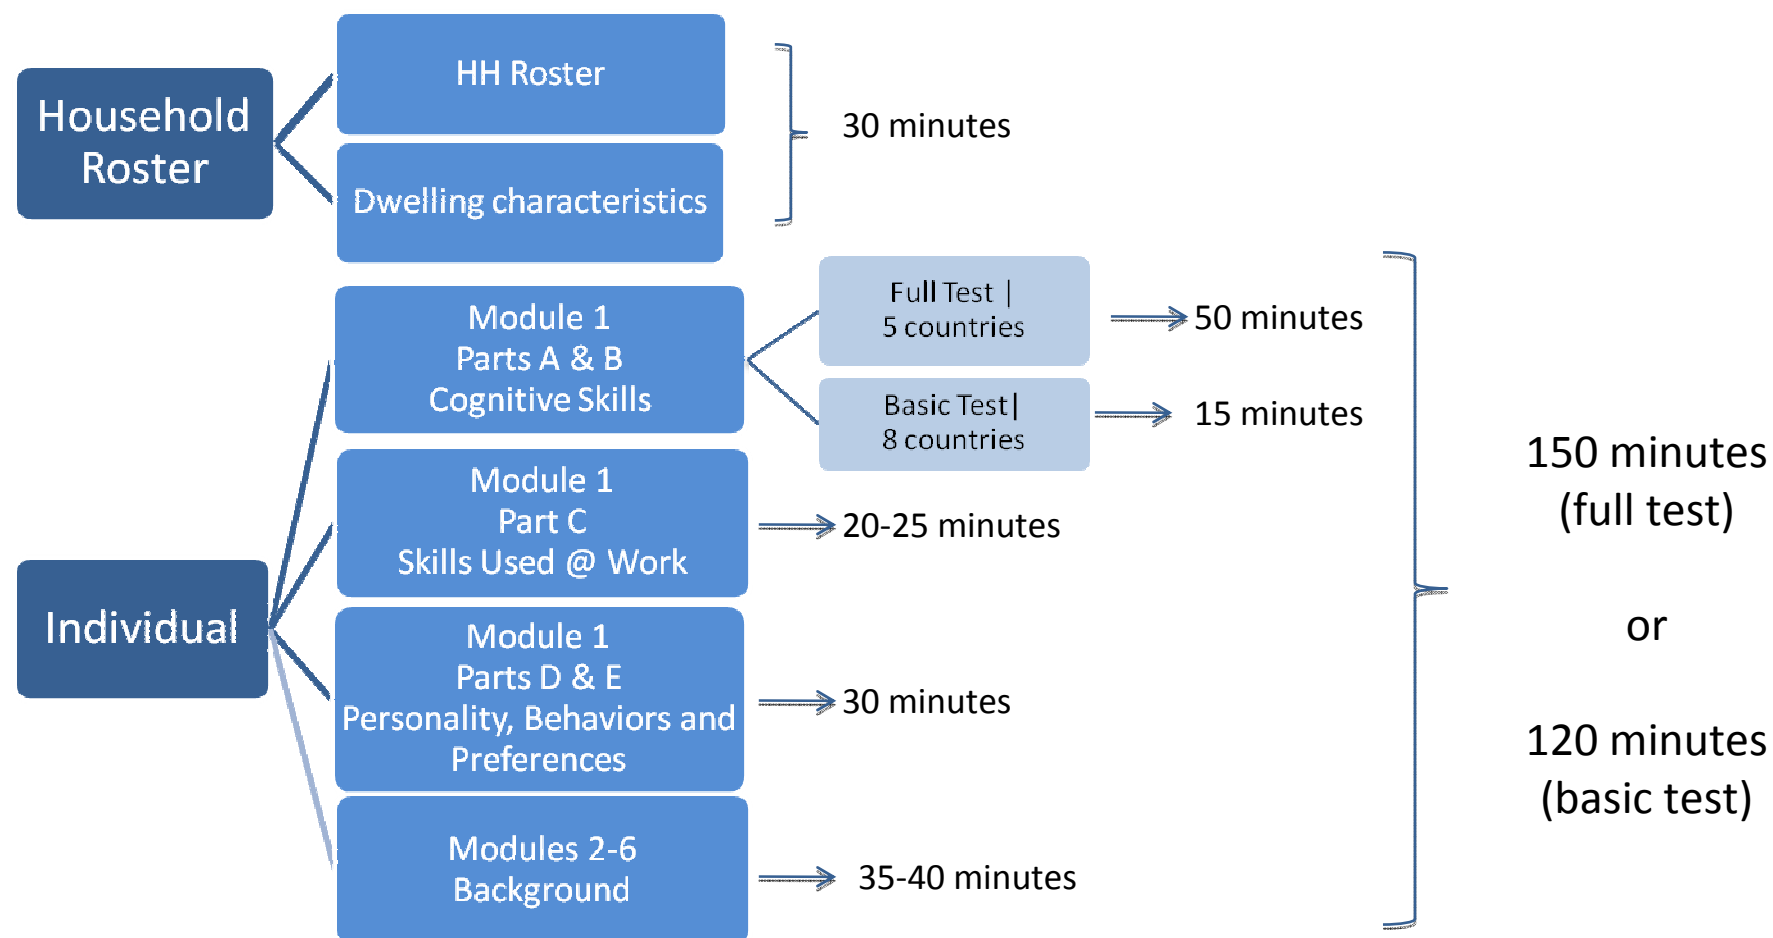 Household
Roster
HH Roster
Dwelling characteristics
30 minutes
Individual
Module 1
Parts A & B
Cognitive Skills
Full Test |
5 countries
50 minutes
Basic Test|
8 countries
15 minutes
Module 1
Part C
Skills Used @ Work
20-25 minutes
Module 1
Parts D & E
Personality, Behaviors and
Preferences
30 minutes
Modules 2-6
Background
35-40 minutes
150 minutes
(full test)
or
120 minutes
(basic test)